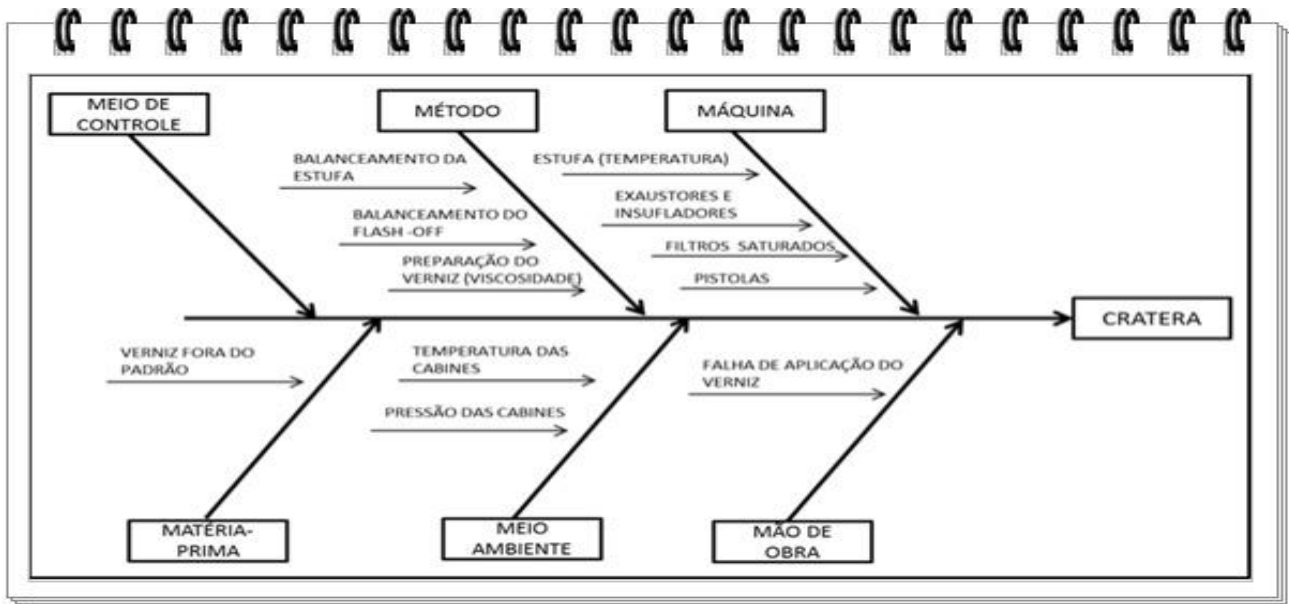 MEIO DE
CONTROLE
MÉTODO
MÁQUINA
BALANCEAMENTO DA
ESTUFA
BALANCEAMENTO DO
FLASH -OFF
PREPARAÇÃO DO
VERNIZ (VISCOSIDADE)
ESTUFA (TEMPERATURA)
EXAUSTORES E
INSUFLADORES
FILTROS SATURADOS
PISTOLAS
CRATERA
VERNIZ FORA DO
PADRÃO
TEMPERATURA DAS
CABINES
PRESSÃO DAS CABINES
FALHA DE APLICAÇÃO DO
VERNIZ
MATÉRIA-
PRIMA
MEIO
AMBIENTE
MÃO DE
OBRA